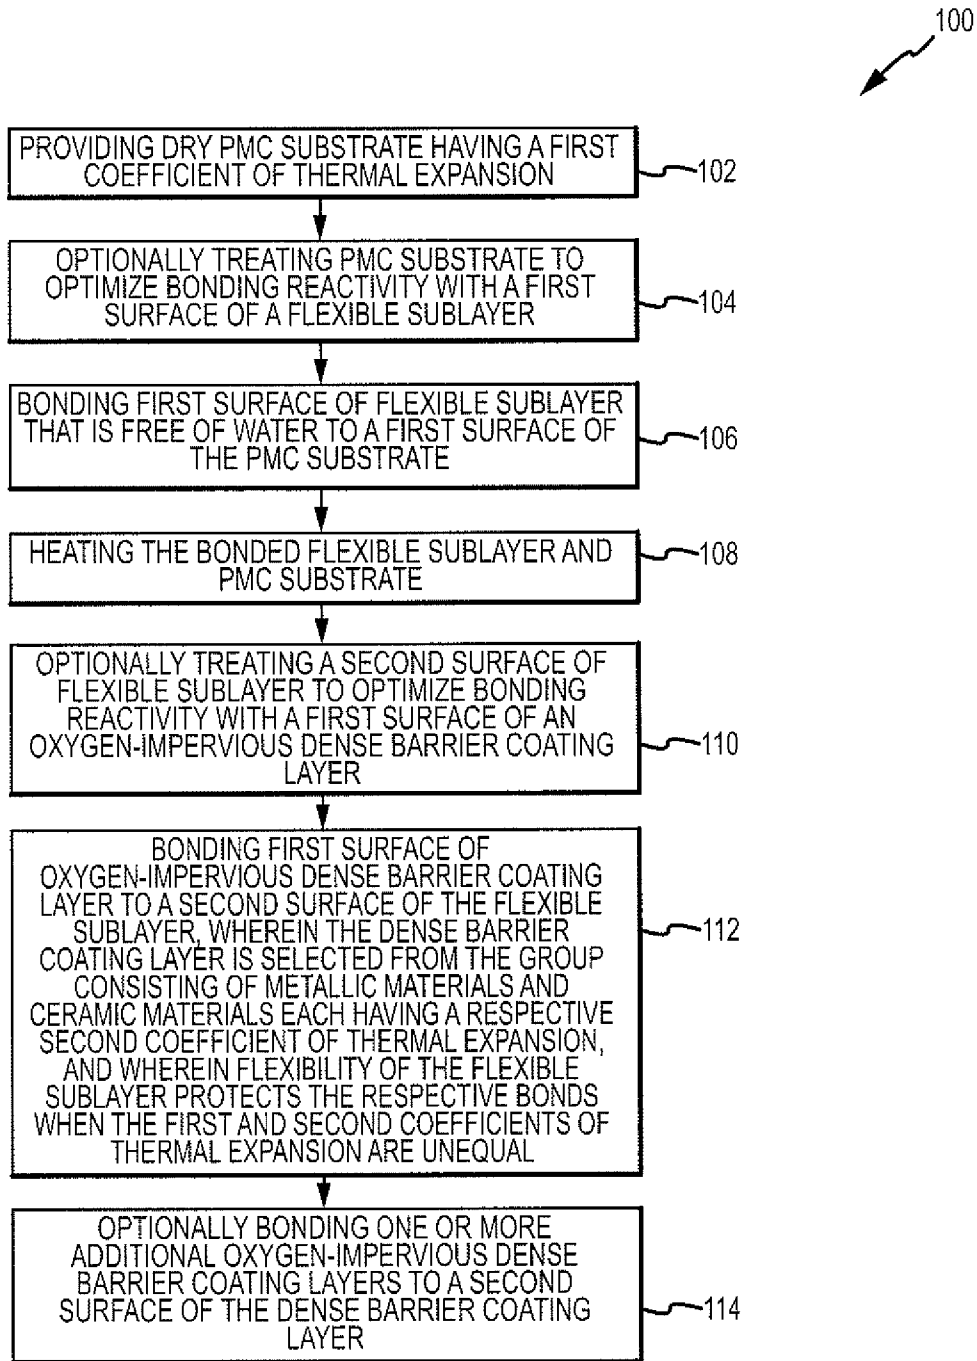 100
PROVIDING DRY PMC SUBSTRATE HAVING A FIRST
COEFFICIENT OF THERMAL EXPANSION
102
OPTIONALLY TREATING PMC SUBSTRATE TO
OPTIMIZE BONDING REACTIVITY WITH A FIRST
SURFACE OF A FLEXIBLE SUBLAYER
104
BONDING FIRST SURFACE OF FLEXIBLE SUBLAYER
THAT IS FREE OF WATER TO A FIRST SURFACE OF
THE PMC SUBSTRATE
106
HEATING THE BONDED FLEXIBLE SUBLAYER AND
PMC SUBSTRATE
108
OPTIONALLY TREATING A SECOND SURFACE OF
FLEXIBLE SUBLAYER TO OPTIMIZE BONDING
REACTIVITY WITH A FIRST SURFACE OF AN
OXYGEN-IMPERVIOUS DENSE BARRIER COATING
LAYER
110
BONDING FIRST SURFACE OF
OXYGEN-IMPERVIOUS DENSE BARRIER COATING
LAYER TO A SECOND SURFACE OF THE FLEXIBLE
SUBLAYER, WHEREIN THE DENSE BARRIER
COATING LAYER IS SELECTED FROM THE GROUP
CONSISTING OF METALLIC MATERIALS AND
CERAMIC MATERIALS EACH HAVING A RESPECTIVE
SECOND COEFFICIENT OF THERMAL EXPANSION,
AND WHEREIN FLEXIBILITY OF THE FLEXIBLE
SUBLAYER PROTECTS THE RESPECTIVE BONDS
WHEN THE FIRST AND SECOND COEFFICIENTS OF
THERMAL EXPANSION ARE UNEQUAL
112
OPTIONALLY BONDING ONE OR MORE
ADDITIONAL OXYGEN-IMPERVIOUS DENSE
BARRIER COATING LAYERS TO A SECOND
SURFACE OF THE DENSE BARRIER COATING
LAYER
114